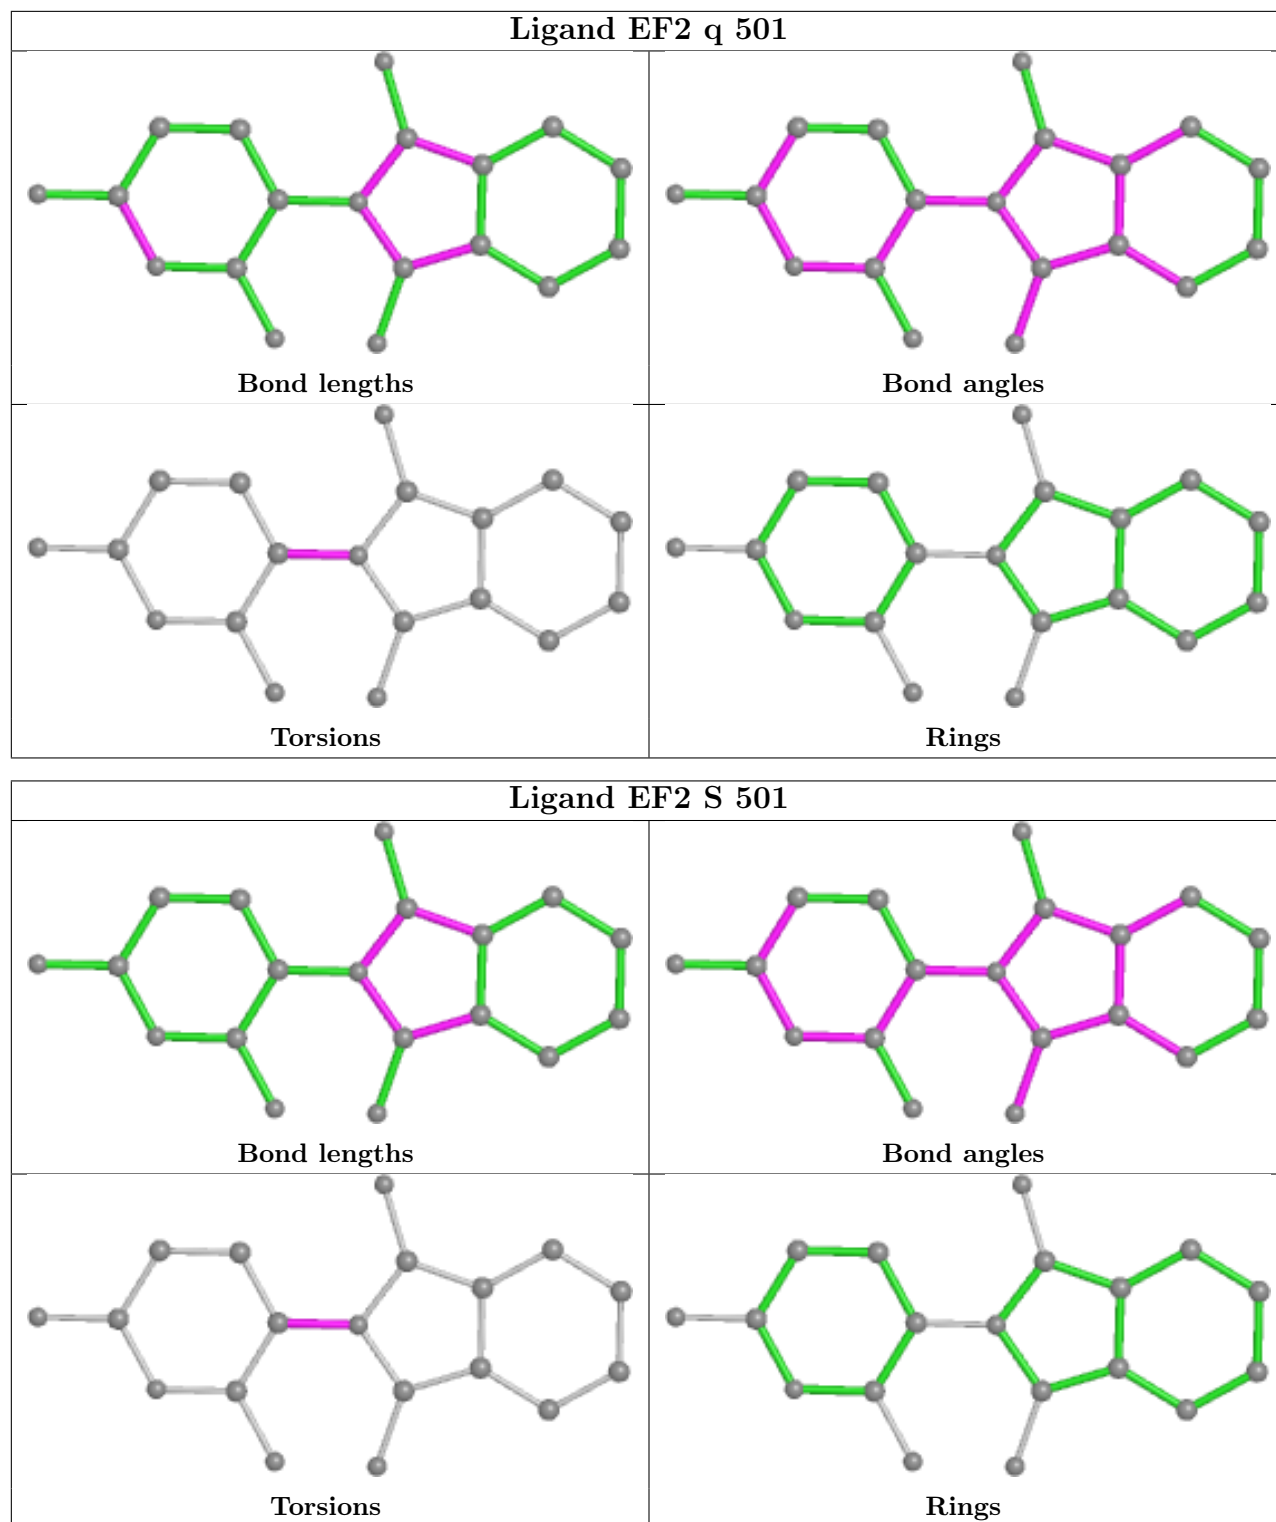 Ligand EF2 q 501
Bond lengths
Bond angles
Torsions
Rings
Ligand EF2 S 501
Bond lengths
Bond angles
Torsions
Rings